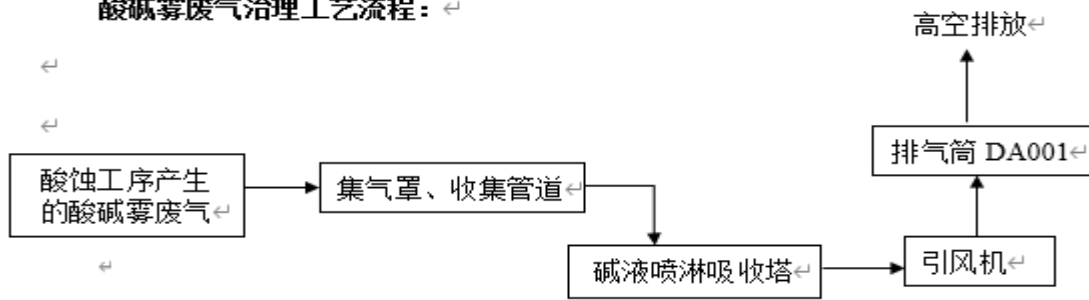 酸碱雾废气治理工艺流程：
高空排放
排气筒 DA001
酸蚀工序产生
的酸碱雾废气
集气罩、收集管道
碱液喷淋吸收塔
引风机